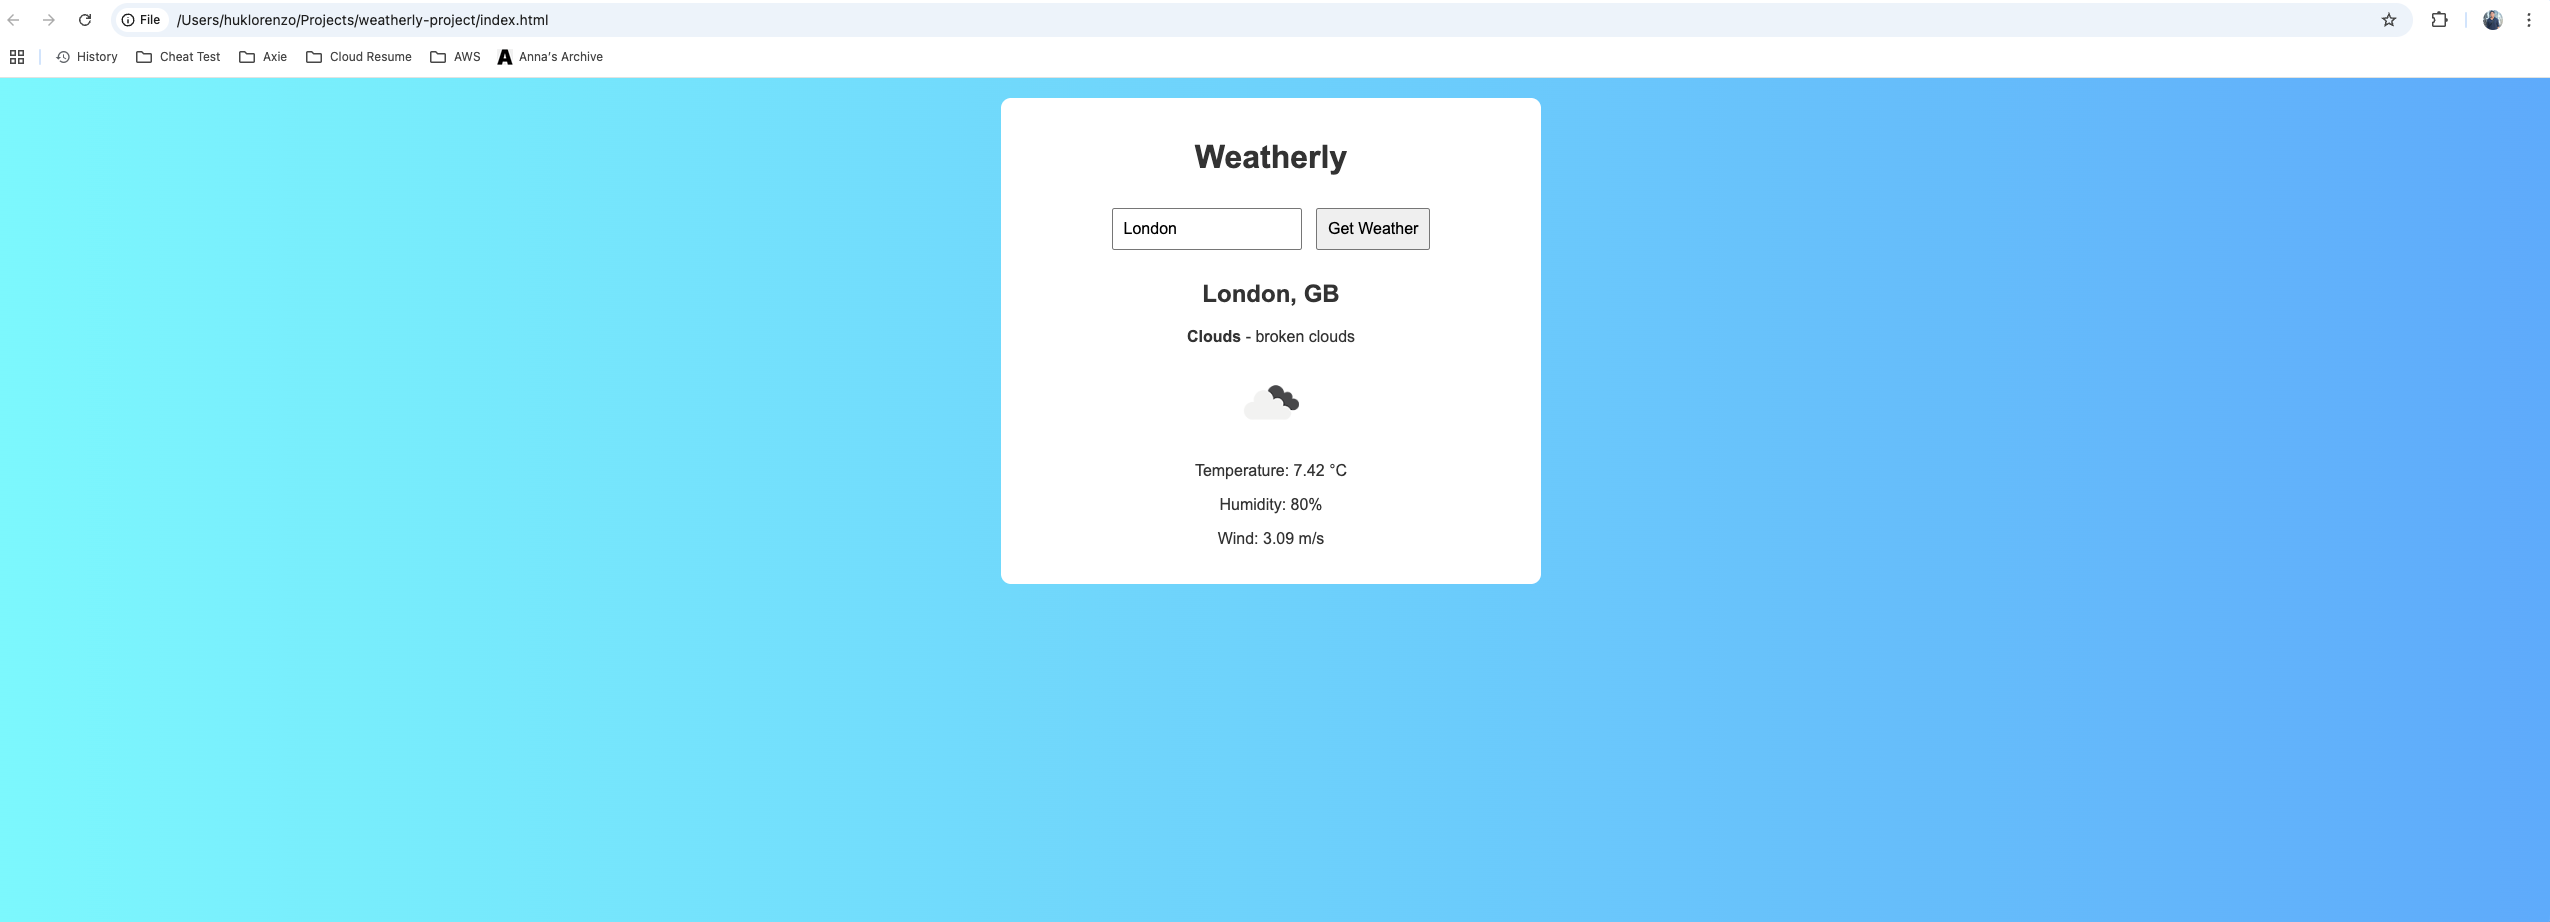 File /Users/huklorenzo/Projects/weatherly-project/index.html
History Cheat Test Axie Cloud Resume AWS A Anna's Archive
Weatherly
London Get Weather
London, GB
Clouds - broken clouds
Temperature: 7.42 °C
Humidity: 80%
Wind: 3.09 m/s